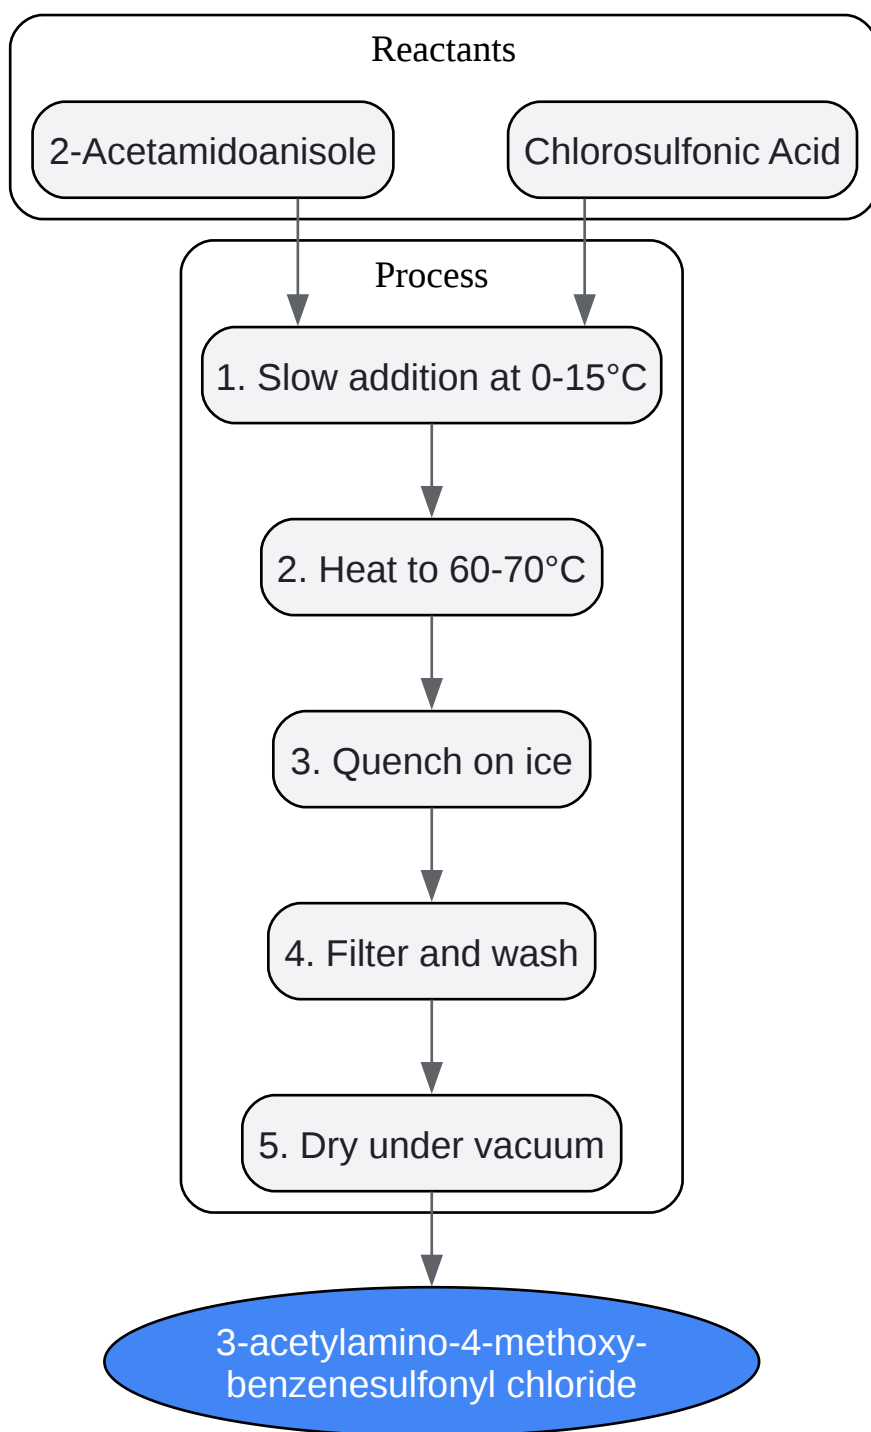 Reactants
2-Acetamidoanisole
Chlorosulfonic Acid
Process
1. Slow addition at 0-15°C
2. Heat to 60-70°C
3. Quench on ice
4. Filter and wash
5. Dry under vacuum
3-acetylamino-4-methoxy-
benzenesulfonyl chloride